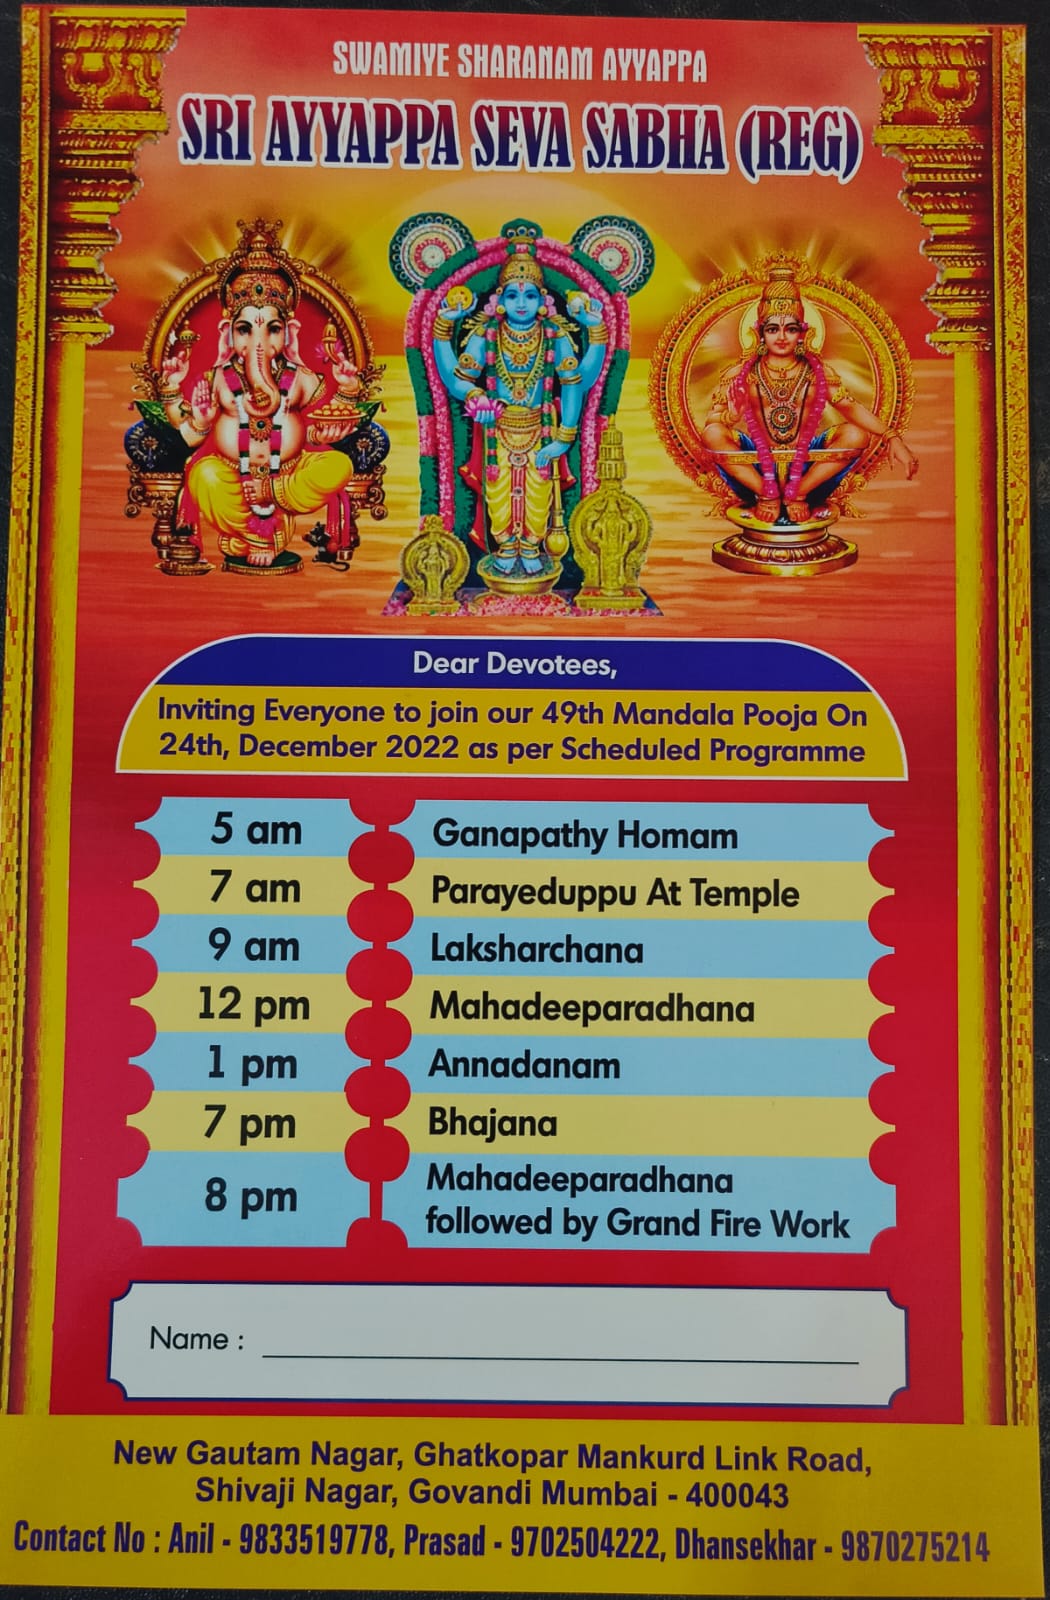 SWAMIYE SHARANAM AYYAPPA
SRI AYYAPPA SEVA SABHA (REG)
Dear Devotees,
Inviting Everyone to join our 49th Mandala Pooja On
24th, December 2022 as per Scheduled Programme
5 am Ganapathy Homam
7 am Parayeduppu At Temple
9 am Laksharchana
12 pm Mahadeeparadhana
1 pm Annadanam
7 pm Bhajana
8 pm Mahadeeparadhana
followed by Grand Fire Work
Name :
New Gautam Nagar, Ghatkopar Mankurd Link Road,
Shivaji Nagar, Govandi Mumbai - 400043
Contact No : Anil - 9833519778, Prasad - 9702504222, Dhansekhar - 9870275214